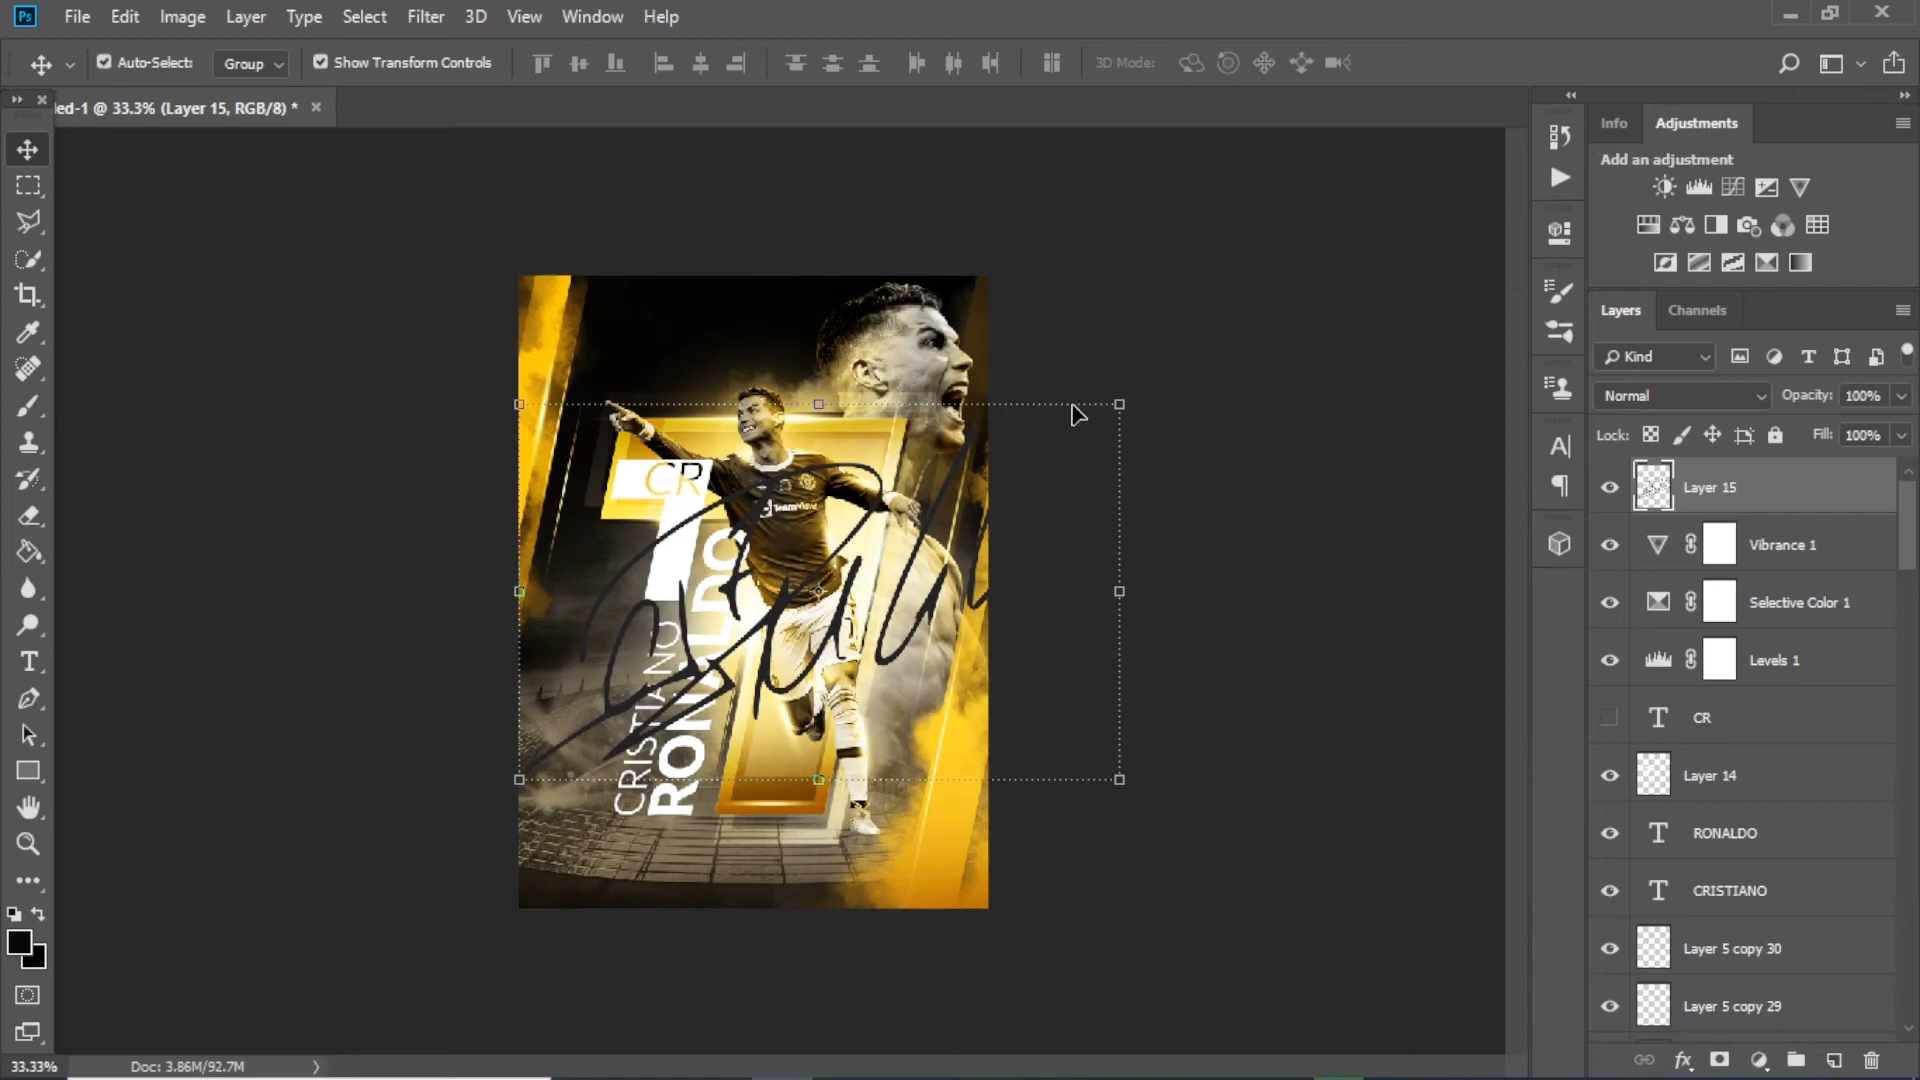 Ps File Edit Image Layer Type Select Filter 3D View Window Help
Auto-Select: Group Show Transform Controls 3D Mode:
ed-1 @ 33.3% (Layer 15, RGB/8) *
Info Adjustments
Add an adjustment
Layers Channels
Kind
Normal Opacity: 100%
Lock: Fill: 100%
Layer 15
Vibrance 1
Selective Color 1
Levels 1
T CR
Layer 14
T RONALDO
T CRISTIANO
Layer 5 copy 30
Layer 5 copy 29
CR
TeamViewer
CRISTIANO
RONALDO
33.33% Doc: 3.86M/92.7M